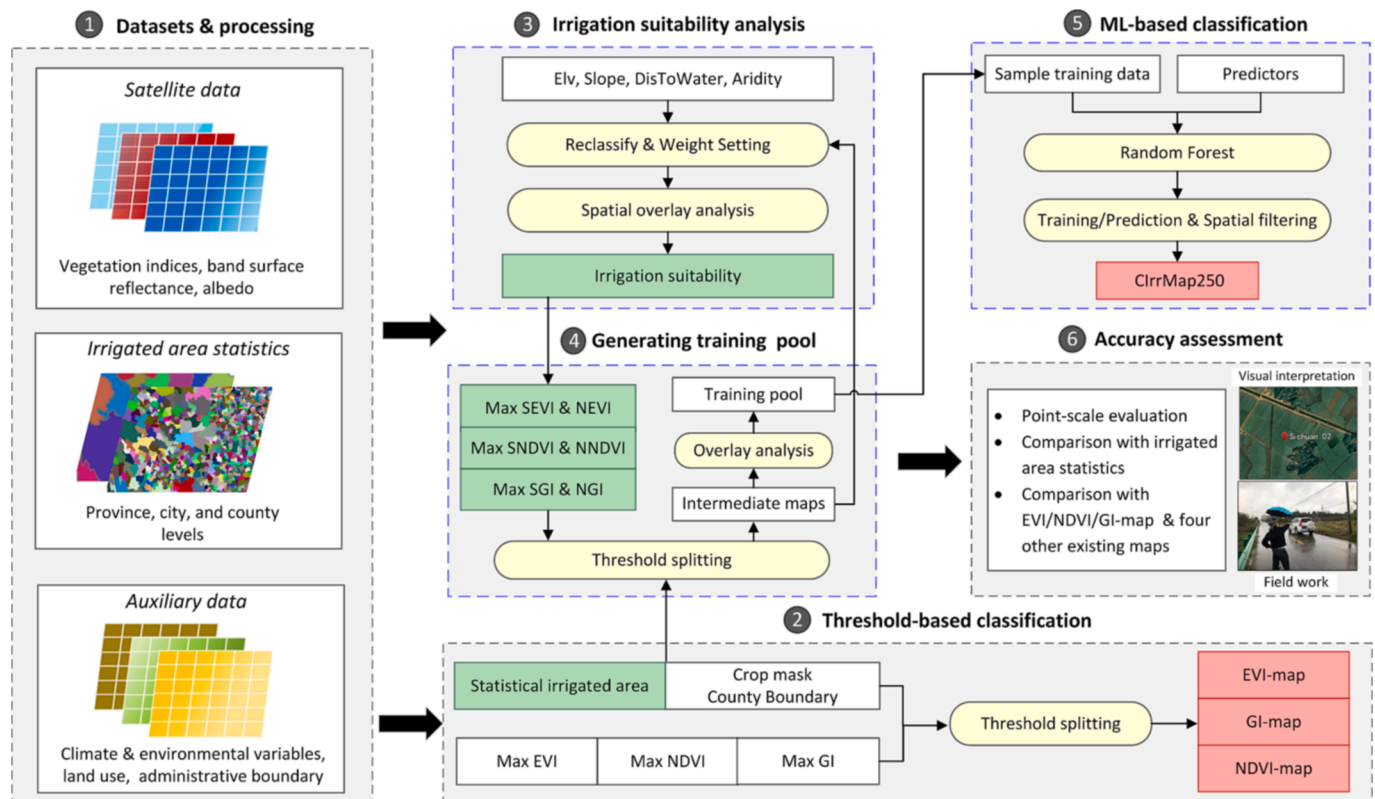 1 Datasets & processing
Satellite data
Vegetation indices, band surface
reflectance, albedo
Irrigated area statistics
Province, city, and county
levels
Auxiliary data
Climate & environmental variables,
land use, administrative boundary
3 Irrigation suitability analysis
Elv, Slope, DisToWater, Aridity
Reclassify & Weight Setting
Spatial overlay analysis
Irrigation suitability
4 Generating training pool
Max SEVI & NEVI
Max SNDVI & NNDVI
Max SGI & NGI
Training pool
Overlay analysis
Intermediate maps
Threshold splitting
5 ML-based classification
Sample training data
Predictors
Random Forest
Training/Prediction & Spatial filtering
CIrrMap250
6 Accuracy assessment
• Point-scale evaluation
• Comparison with irrigated
area statistics
• Comparison with
EVI/NDVI/GI-map & four
other existing maps
Visual interpretation
Sichuan 02
Field work
2 Threshold-based classification
Statistical irrigated area
Crop mask
County Boundary
Max EVI
Max NDVI
Max GI
Threshold splitting
EVI-map
GI-map
NDVI-map